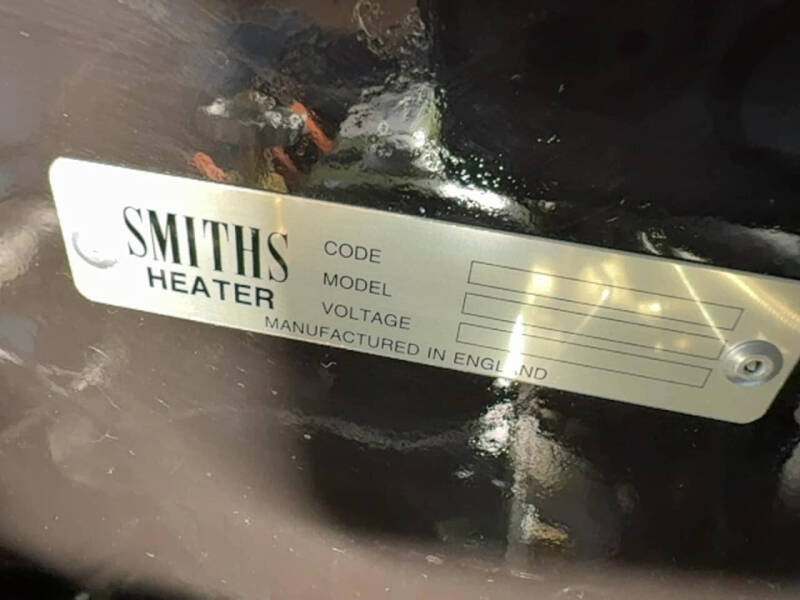 SMITHS
HEATER
CODE
MODEL
VOLTAGE
MANUFACTURED IN ENGLAND